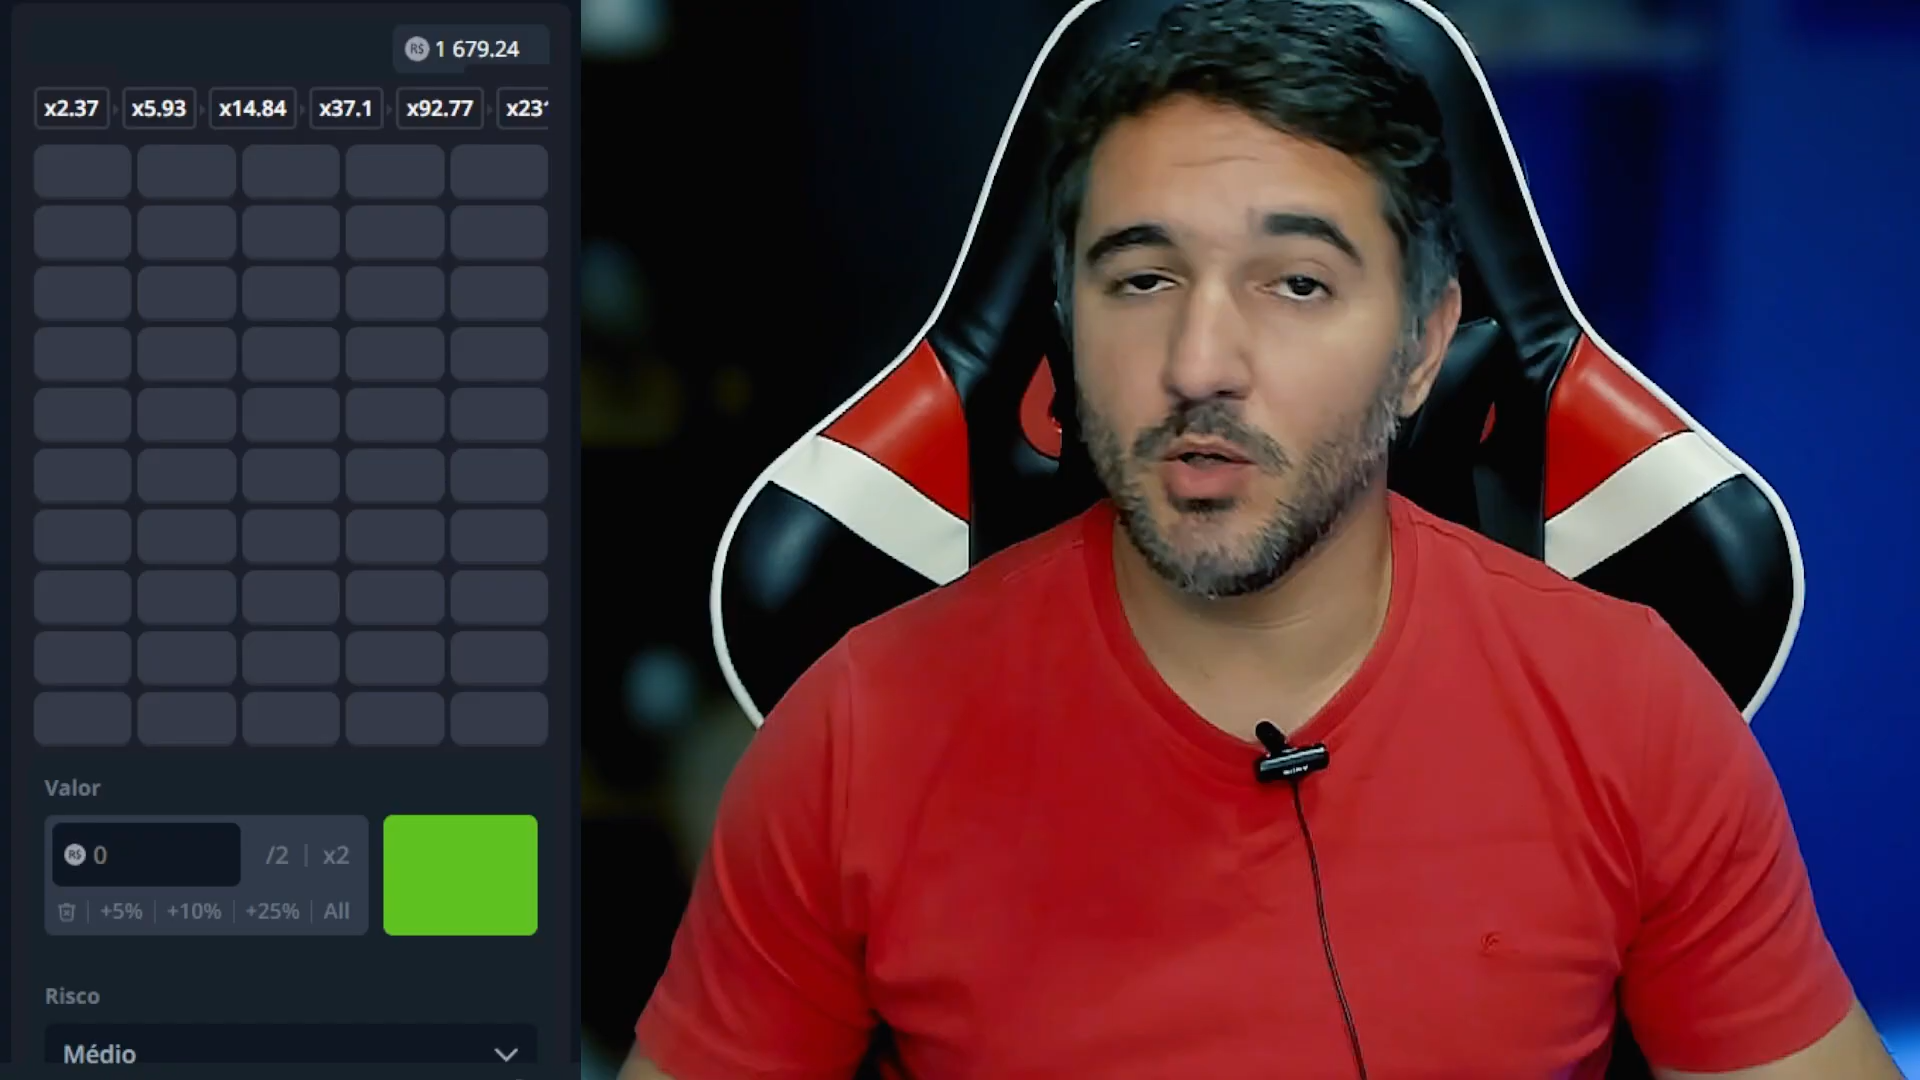 R$ 1 679.24
x2.37 x5.93 x14.84 x37.1 x92.77 x23
Valor
R$ 0 /2 | x2
+5% | +10% | +25% | All
Risco
Médio